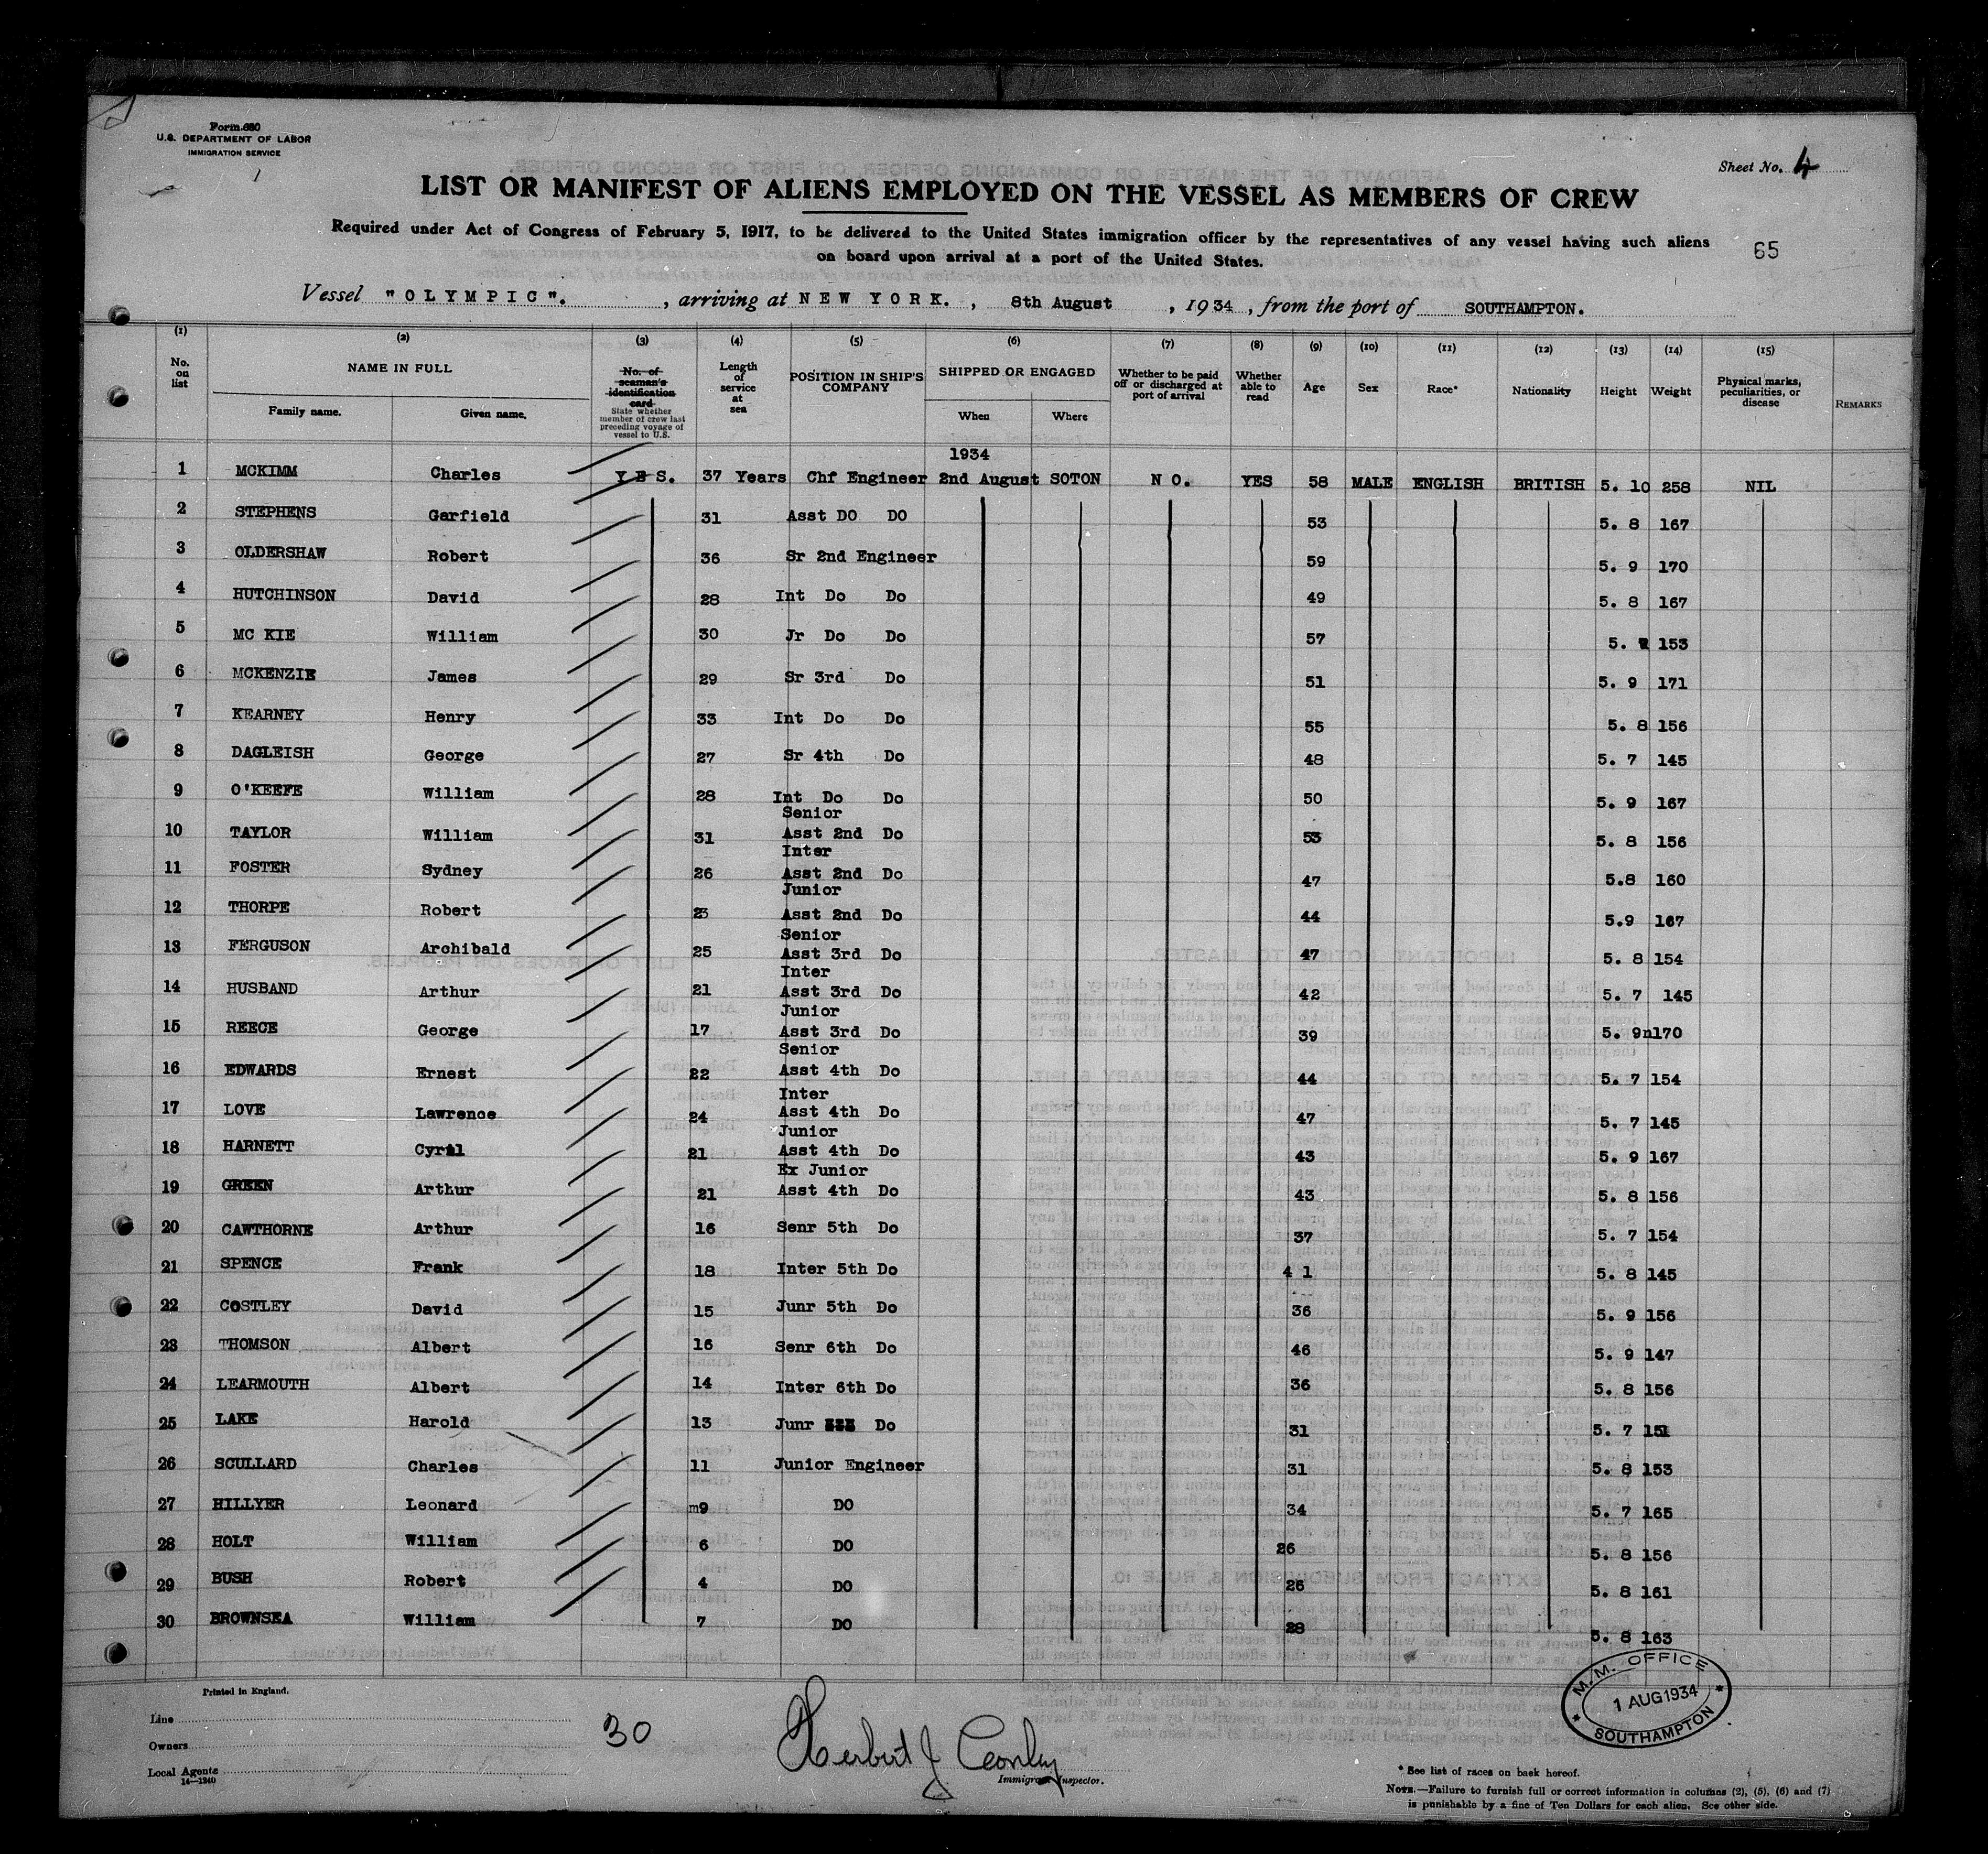 Form 680
U.S. DEPARTMENT OF LABOR
IMMIGRATION SERVICE
Sheet No. 4
LIST OR MANIFEST OF ALIENS EMPLOYED ON THE VESSEL AS MEMBERS OF CREW
Required under Act of Congress of February 5, 1917, to be delivered to the United States immigration officer by the representatives of any vessel having such aliens
on board upon arrival at a port of the United States.
65
Vessel "OLYMPIC". , arriving at NEW YORK. , 8th August , 1934 , from the port of SOUTHAMPTON.
(1) (2) (3) (4) (5) (6) (7) (8) (9) (10) (11) (12) (13) (14) (15)
No. on list
NAME IN FULL
Family name. Given name.
No. of seaman's identification card
State whether member of crew last preceding voyage of vessel to U.S.
Length of service at sea
POSITION IN SHIP'S COMPANY
SHIPPED OR ENGAGED
When Where
Whether to be paid off or discharged at port of arrival
Whether able to read
Age
Sex
Race*
Nationality
Height
Weight
Physical marks, peculiarities, or disease
REMARKS
1934
1 MCKIMM Charles YES. 37 Years Chf Engineer 2nd August SOTON NO. YES 58 MALE ENGLISH BRITISH 5. 10 258 NIL
2 STEPHENS Garfield 31 Asst DO DO 53 5. 8 167
3 OLDERSHAW Robert 36 Sr 2nd Engineer 59 5. 9 170
4 HUTCHINSON David 28 Int Do Do 49 5. 8 167
5 MC KIE William 30 Jr Do Do 57 5. 153
6 MCKENZIE James 29 Sr 3rd Do 51 5. 9 171
7 KEARNEY Henry 33 Int Do Do 55 5. 8 156
8 DAGLEISH George 27 Sr 4th Do 48 5. 7 145
9 O'KEEFE William 28 Int Do Do 50 5. 9 167
Senior
10 TAYLOR William 31 Asst 2nd Do 53 5. 8 156
Inter
11 FOSTER Sydney 26 Asst 2nd Do 47 5.8 160
Junior
12 THORPE Robert 23 Asst 2nd Do 44 5.9 167
Senior
13 FERGUSON Archibald 25 Asst 3rd Do 47 5. 8 154
Inter
14 HUSBAND Arthur 21 Asst 3rd Do 42 5. 7 145
Junior
15 REECE George 17 Asst 3rd Do 39 5. 9n170
Senior
16 EDWARDS Ernest 22 Asst 4th Do 44 5. 7 154
Inter
17 LOVE Lawrence 24 Asst 4th Do 47 5. 7 145
Junior
18 HARNETT Cyril 21 Asst 4th Do 43 5. 9 167
Ex Junior
19 GREEN Arthur 21 Asst 4th Do 43 5. 8 156
20 CAWTHORNE Arthur 16 Senr 5th Do 37 5. 7 154
21 SPENCE Frank 18 Inter 5th Do 4 1 5. 8 145
22 COSTLEY David 15 Junr 5th Do 36 5. 9 156
23 THOMSON Albert 16 Senr 6th Do 46 5. 9 147
24 LEARMOUTH Albert 14 Inter 6th Do 36 5. 8 156
25 LAKE Harold 13 Junr Do 31 5. 7 151
26 SCULLARD Charles 11 Junior Engineer 31 5. 8 153
27 HILLYER Leonard m9 DO 34 5. 7 165
28 HOLT William 6 DO 26 5. 8 156
29 BUSH Robert 4 DO 26 5. 8 161
30 BROWNSEA William 7 DO 28 5. 8 163
Printed in England.
Line
Owners
Local Agents
14—1240
30
Herbert J
Immigrant Inspector.
M.M. OFFICE
1 AUG 1934
SOUTHAMPTON
* See list of races on back hereof.
NOTE.—Failure to furnish full or correct information in columns (2), (5), (6) and (7)
is punishable by a fine of Ten Dollars for each alien. See other side.